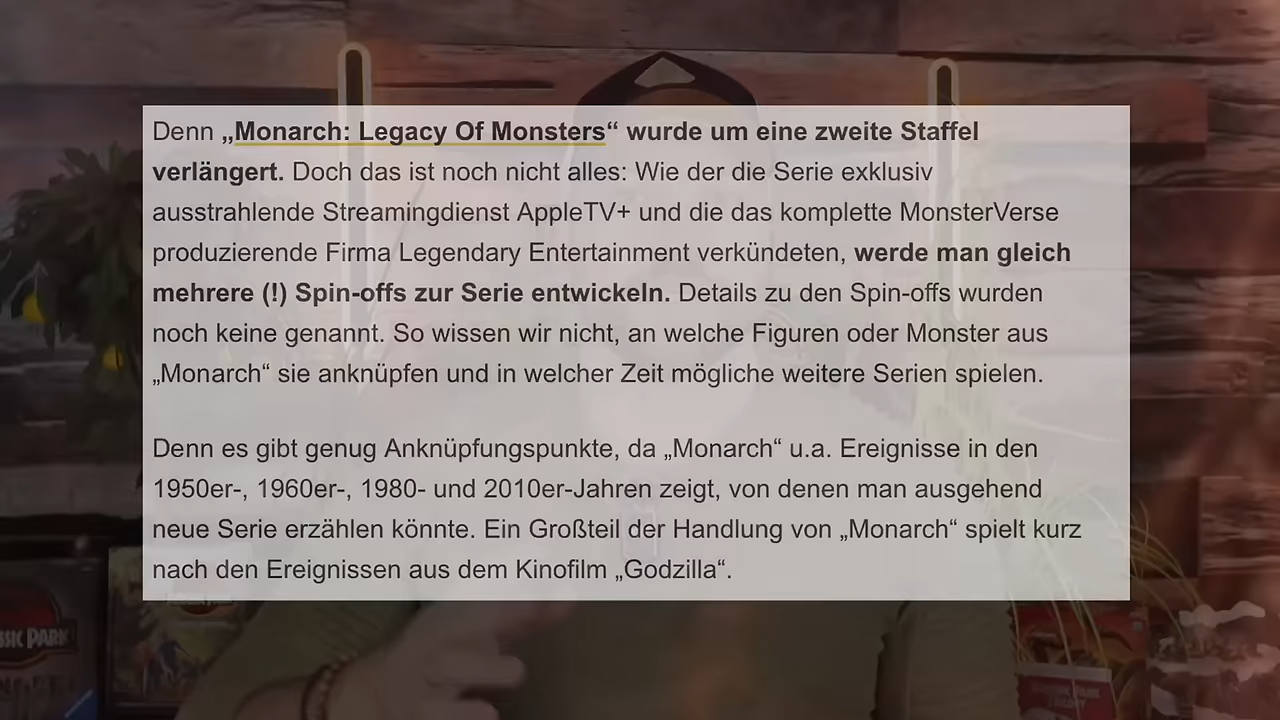 Denn „Monarch: Legacy Of Monsters“ wurde um eine zweite Staffel
verlängert. Doch das ist noch nicht alles: Wie der die Serie exklusiv
ausstrahlende Streamingdienst AppleTV+ und die das komplette MonsterVerse
produzierende Firma Legendary Entertainment verkündeten, werde man gleich
mehrere (!) Spin-offs zur Serie entwickeln. Details zu den Spin-offs wurden
noch keine genannt. So wissen wir nicht, an welche Figuren oder Monster aus
„Monarch“ sie anknüpfen und in welcher Zeit mögliche weitere Serien spielen.
Denn es gibt genug Anknüpfungspunkte, da „Monarch“ u.a. Ereignisse in den
1950er-, 1960er-, 1980- und 2010er-Jahren zeigt, von denen man ausgehend
neue Serie erzählen könnte. Ein Großteil der Handlung von „Monarch“ spielt kurz
nach den Ereignissen aus dem Kinofilm „Godzilla“.
PARK